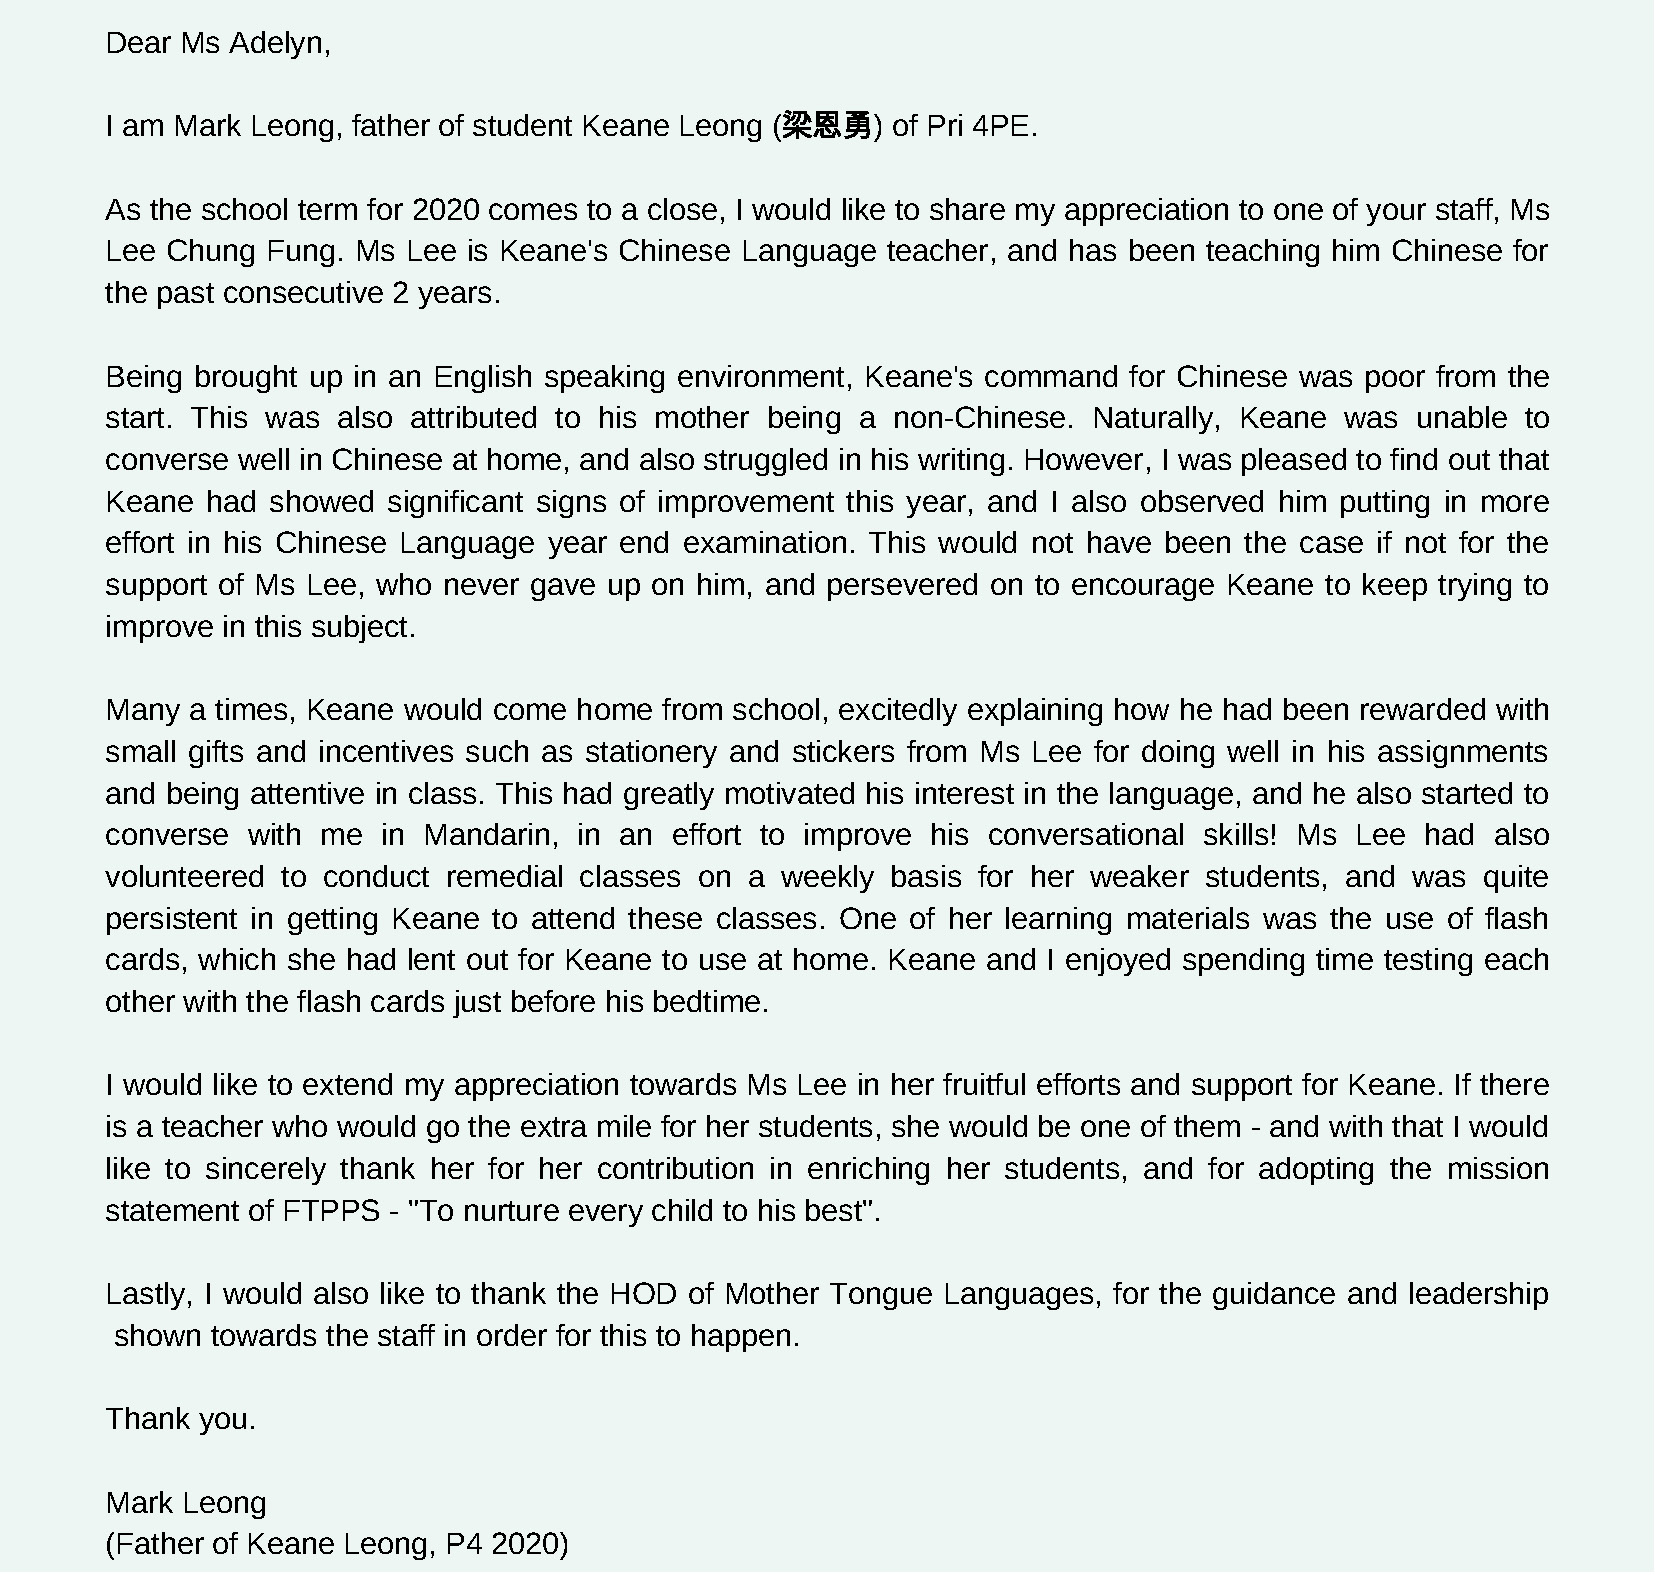 Dear Ms Adelyn,
I am Mark Leong, father of student Keane Leong (梁恩勇) of Pri 4PE.
As the school term for 2020 comes to a close, I would like to share my appreciation to one of your staff, Ms
Lee Chung Fung. Ms Lee is Keane's Chinese Language teacher, and has been teaching him Chinese for
the past consecutive 2 years.
Being brought up in an English speaking environment, Keane's command for Chinese was poor from the
start. This was also attributed to his mother being a non-Chinese. Naturally, Keane was unable to
converse well in Chinese at home, and also struggled in his writing. However, I was pleased to find out that
Keane had showed significant signs of improvement this year, and I also observed him putting in more
effort in his Chinese Language year end examination. This would not have been the case if not for the
support of Ms Lee, who never gave up on him, and persevered on to encourage Keane to keep trying to
improve in this subject.
Many a times, Keane would come home from school, excitedly explaining how he had been rewarded with
small gifts and incentives such as stationery and stickers from Ms Lee for doing well in his assignments
and being attentive in class. This had greatly motivated his interest in the language, and he also started to
converse with me in Mandarin, in an effort to improve his conversational skills! Ms Lee had also
volunteered to conduct remedial classes on a weekly basis for her weaker students, and was quite
persistent in getting Keane to attend these classes. One of her learning materials was the use of flash
cards, which she had lent out for Keane to use at home. Keane and I enjoyed spending time testing each
other with the flash cards just before his bedtime.
I would like to extend my appreciation towards Ms Lee in her fruitful efforts and support for Keane. If there
is a teacher who would go the extra mile for her students, she would be one of them - and with that I would
like to sincerely thank her for her contribution in enriching her students, and for adopting the mission
statement of FTPPS - "To nurture every child to his best".
Lastly, I would also like to thank the HOD of Mother Tongue Languages, for the guidance and leadership
shown towards the staff in order for this to happen.
Thank you.
Mark Leong
(Father of Keane Leong, P4 2020)